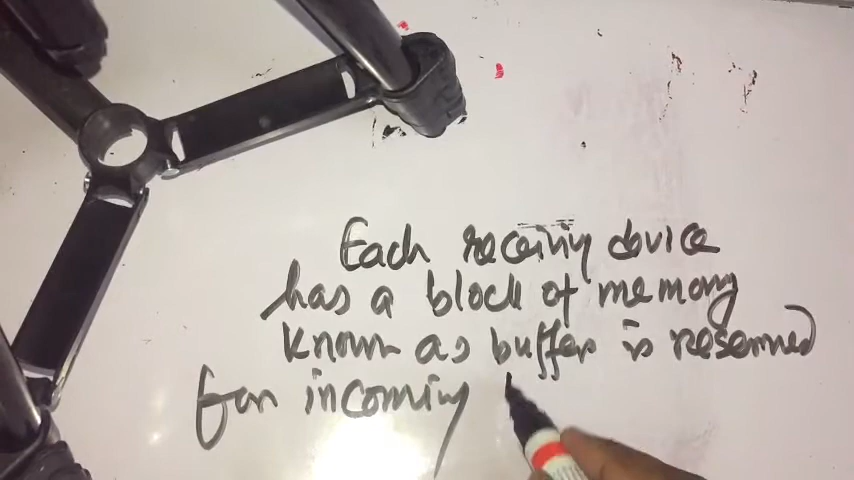 Each receiving device
has a block of memory
known as buffer is reserved
for incoming